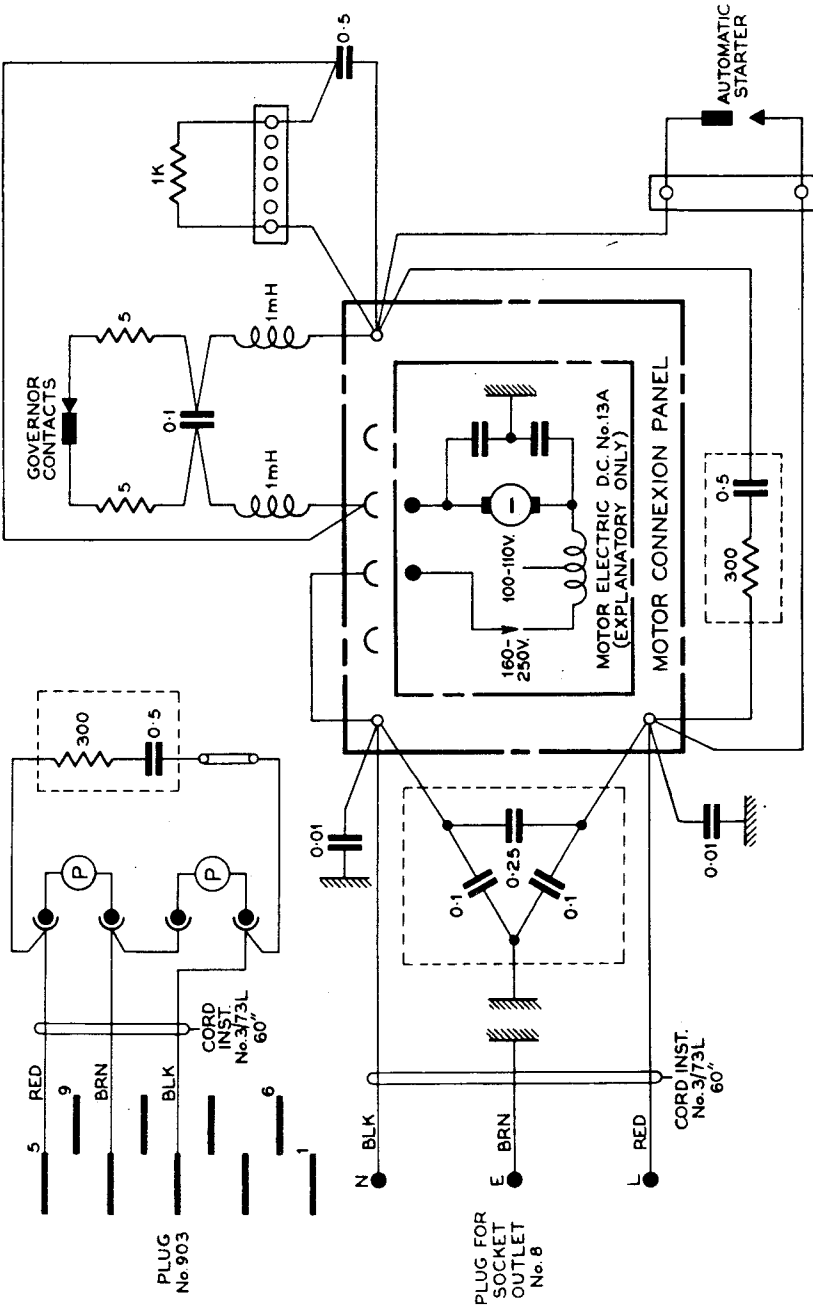 PLUG
No.903
5
9
6
1
RED
BRN
BLK
CORD
INST.
No.3/73L
60"
P
P
300
0·5
GOVERNOR
CONTACTS
5
5
0·1
1mH
1mH
1K
0·5
PLUG FOR
SOCKET
OUTLET
No.8
N
E
L
BLK
BRN
RED
CORD INST.
No.3/73L
60"
0·01
0·1
0·25
0·1
0·01
160-
250V.
100-110V.
MOTOR ELECTRIC D.C. No.13A
(EXPLANATORY ONLY)
MOTOR CONNEXION PANEL
300
0·5
AUTOMATIC
STARTER